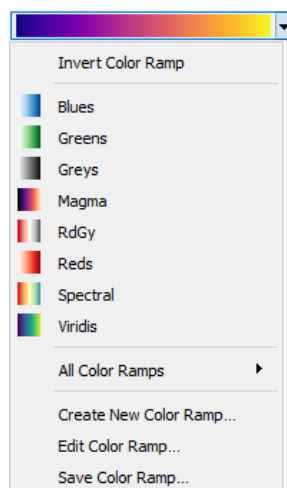 Invert Color Ramp
Blues
Greens
Greys
Magma
RdGy
Reds
Spectral
Viridis
All Color Ramps
Create New Color Ramp...
Edit Color Ramp...
Save Color Ramp...